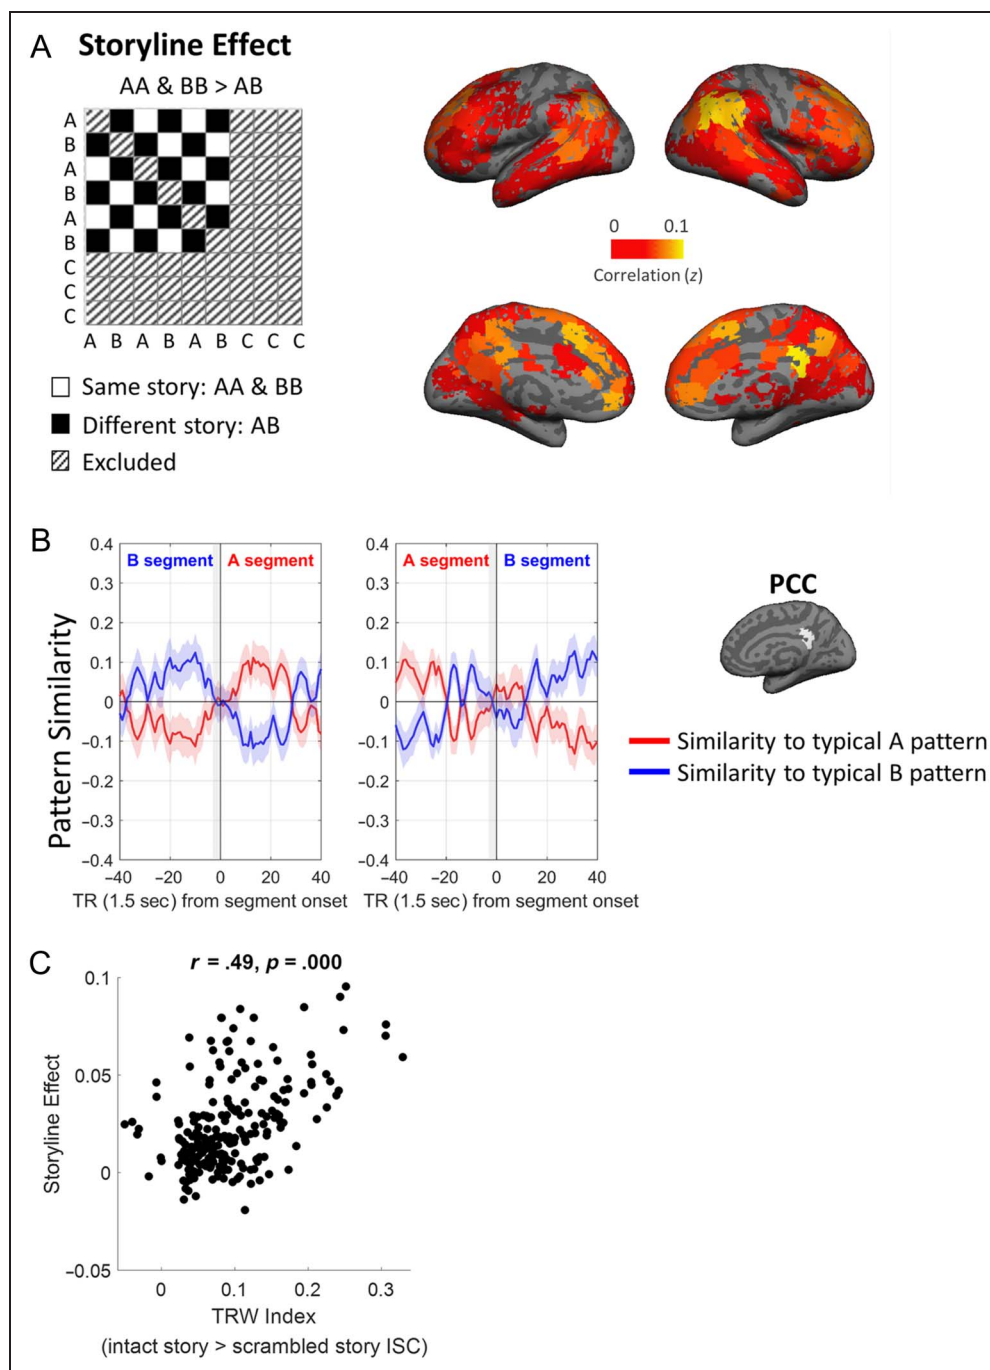 A
Storyline Effect
AA & BB > AB
A
B
A
B
A
B
C
C
C
A B A B A B C C C
Same story: AA & BB
Different story: AB
Excluded
0 0.1
Correlation (z)
B
Pattern Similarity
0.4
0.3
0.2
0.1
0
−0.1
−0.2
−0.3
−0.4
B segment A segment
−40 −20 0 20 40
TR (1.5 sec) from segment onset
0.4
0.3
0.2
0.1
0
−0.1
−0.2
−0.3
−0.4
A segment B segment
−40 −20 0 20 40
TR (1.5 sec) from segment onset
PCC
Similarity to typical A pattern
Similarity to typical B pattern
C
r = .49, p = .000
Storyline Effect
0.1
0.05
0
−0.05
0 0.1 0.2 0.3
TRW Index
(intact story > scrambled story ISC)